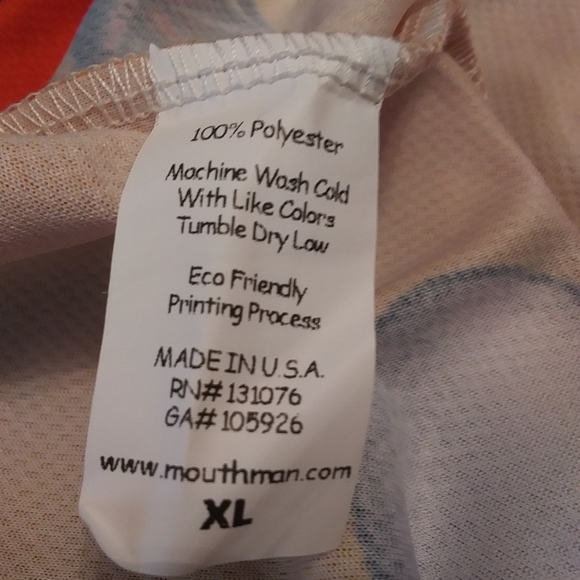 100% Polyester
Machine Wash Cold
With Like Colors
Tumble Dry Low
Eco Friendly
Printing Process
MADE IN U.S.A.
RN# 131076
GA# 105926
www.mouthman.com
XL